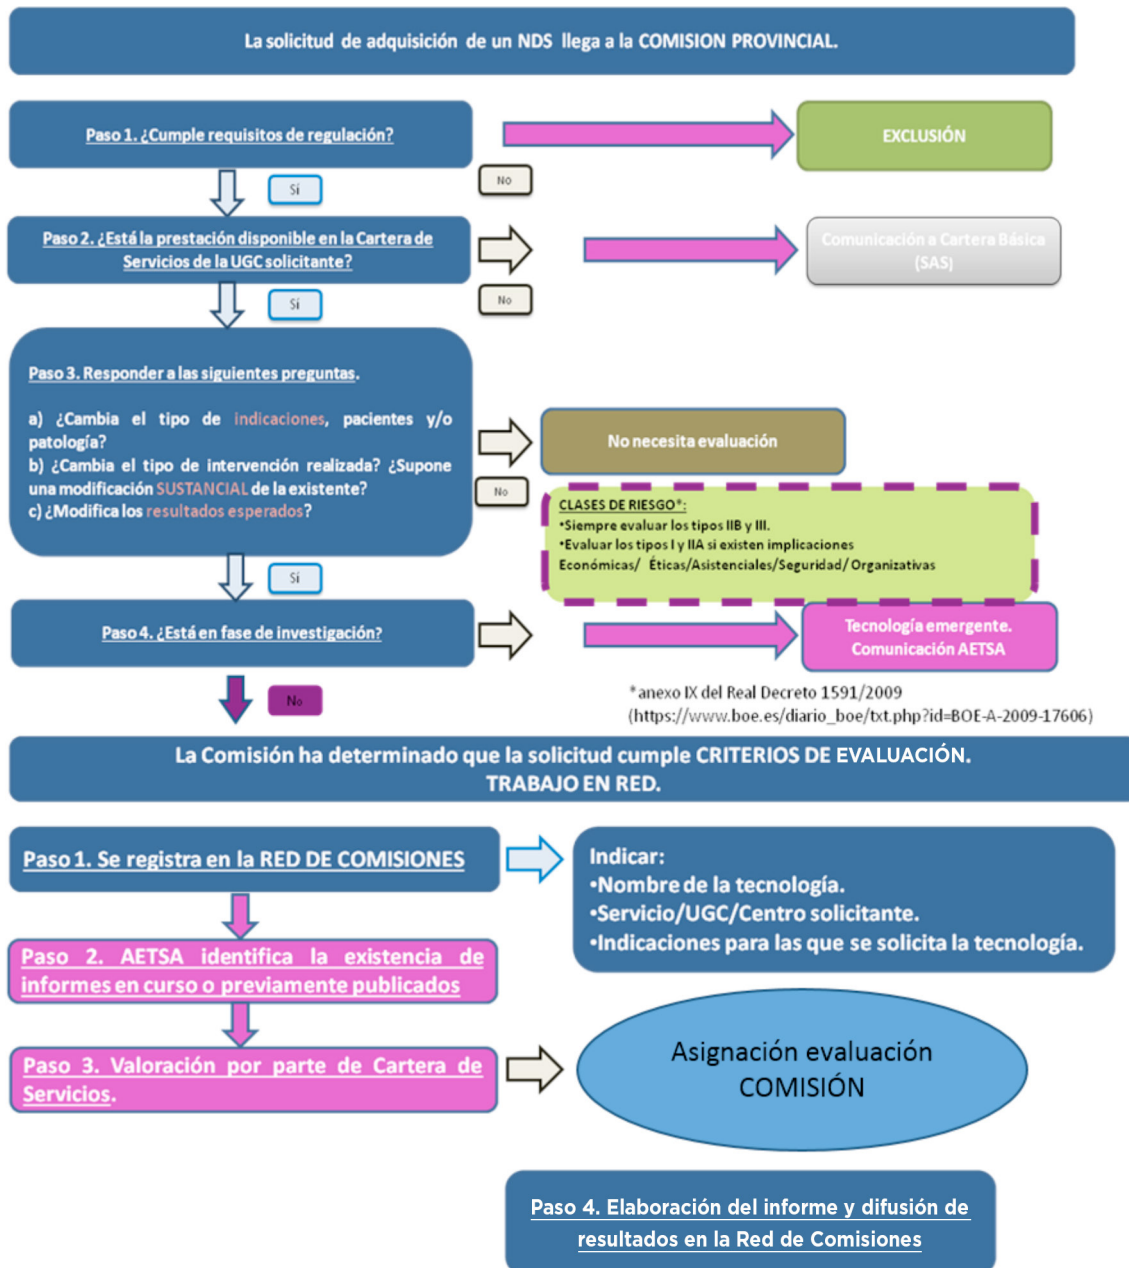 La solicitud de adquisición de un NDS llega a la COMISION PROVINCIAL.
Paso 1. ¿Cumple requisitos de regulación?
EXCLUSIÓN
Sí
No
Paso 2. ¿Está la prestación disponible en la Cartera de
Servicios de la UGC solicitante?
Comunicación a Cartera Básica
(SAS)
Sí
No
Paso 3. Responder a las siguientes preguntas.
a) ¿Cambia el tipo de indicaciones, pacientes y/o
patología?
b) ¿Cambia el tipo de intervención realizada? ¿Supone
una modificación SUSTANCIAL de la existente?
c) ¿Modifica los resultados esperados?
No necesita evaluación
No
CLASES DE RIESGO*:
•Siempre evaluar los tipos IIB y III.
•Evaluar los tipos I y IIA si existen implicaciones
Económicas/ Éticas/Asistenciales/Seguridad/Organizativas
Sí
Paso 4. ¿Está en fase de investigación?
Tecnología emergente.
Comunicación AETSA
No
*anexo IX del Real Decreto 1591/2009
(https://www.boe.es/diario_boe/txt.php?id=BOE-A-2009-17606)
La Comisión ha determinado que la solicitud cumple CRITERIOS DE EVALUACIÓN.
TRABAJO EN RED.
Paso 1. Se registra en la RED DE COMISIONES
Indicar:
•Nombre de la tecnología.
•Servicio/UGC/Centro solicitante.
•Indicaciones para las que se solicita la tecnología.
Paso 2. AETSA identifica la existencia de
informes en curso o previamente publicados
Paso 3. Valoración por parte de Cartera de
Servicios.
Asignación evaluación
COMISIÓN
Paso 4. Elaboración del informe y difusión de
resultados en la Red de Comisiones